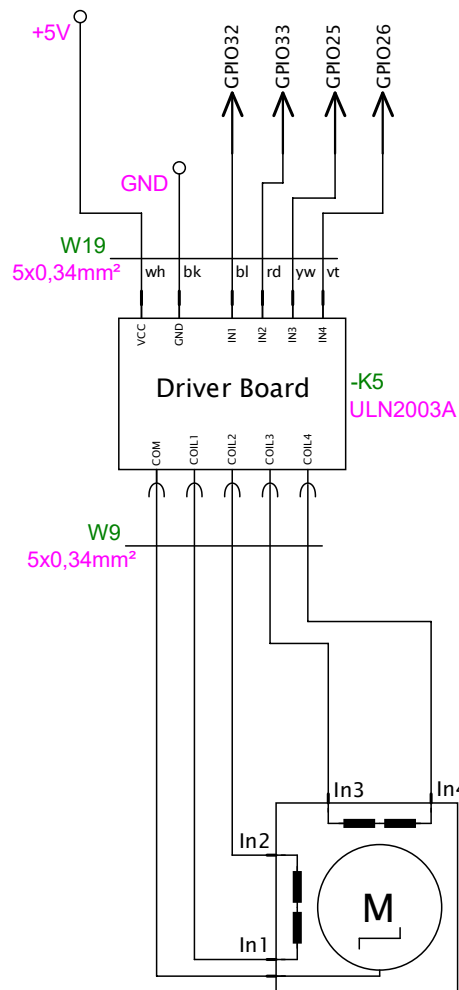 +5V
GPIO32
GPIO33
GPIO25
GPIO26
GND
W19
5x0,34mm²
wh
bk
bl
rd
yw
vt
VCC
GND
IN1
IN2
IN3
IN4
Driver Board
-K5
ULN2003A
COM
COIL1
COIL2
COIL3
COIL4
W9
5x0,34mm²
In3
In4
In2
M
In1